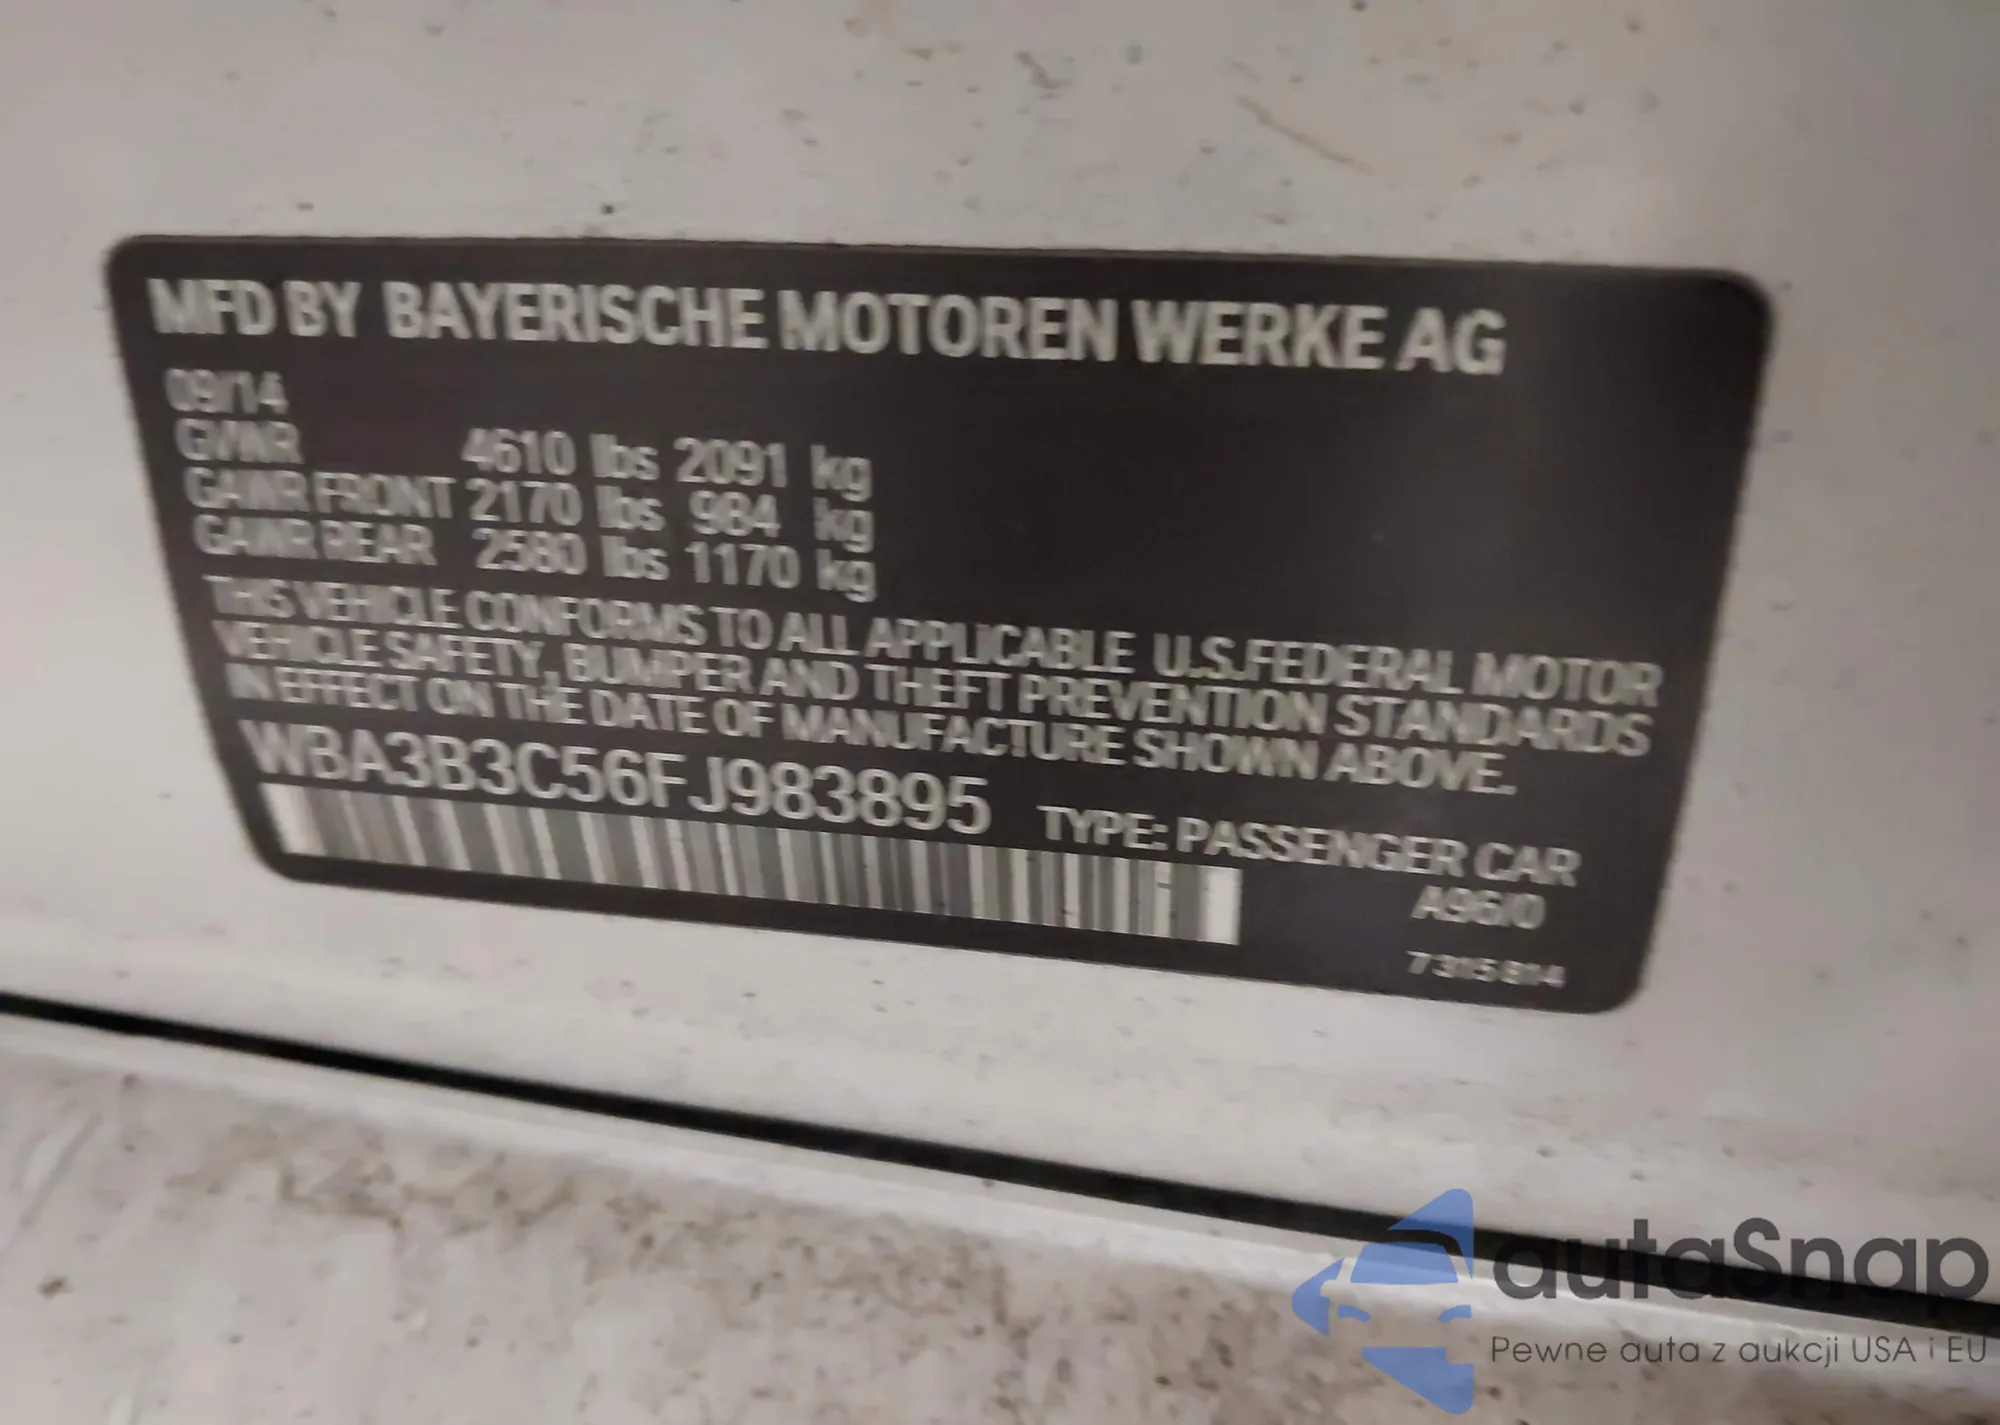 MFD BY BAYERISCHE MOTOREN WERKE AG
09/14
GVWR 4610 lbs 2091 kg
GAWR FRONT 2170 lbs 984 kg
GAWR REAR 2580 lbs 1170 kg
THIS VEHICLE CONFORMS TO ALL APPLICABLE U.S.FEDERAL MOTOR
VEHICLE SAFETY, BUMPER AND THEFT PREVENTION STANDARDS
IN EFFECT ON THE DATE OF MANUFACTURE SHOWN ABOVE.
WBA3B3C56FJ983895 TYPE: PASSENGER CAR
A96/0
7 315 814
autaSnap
Pewne auta z aukcji USA i EU